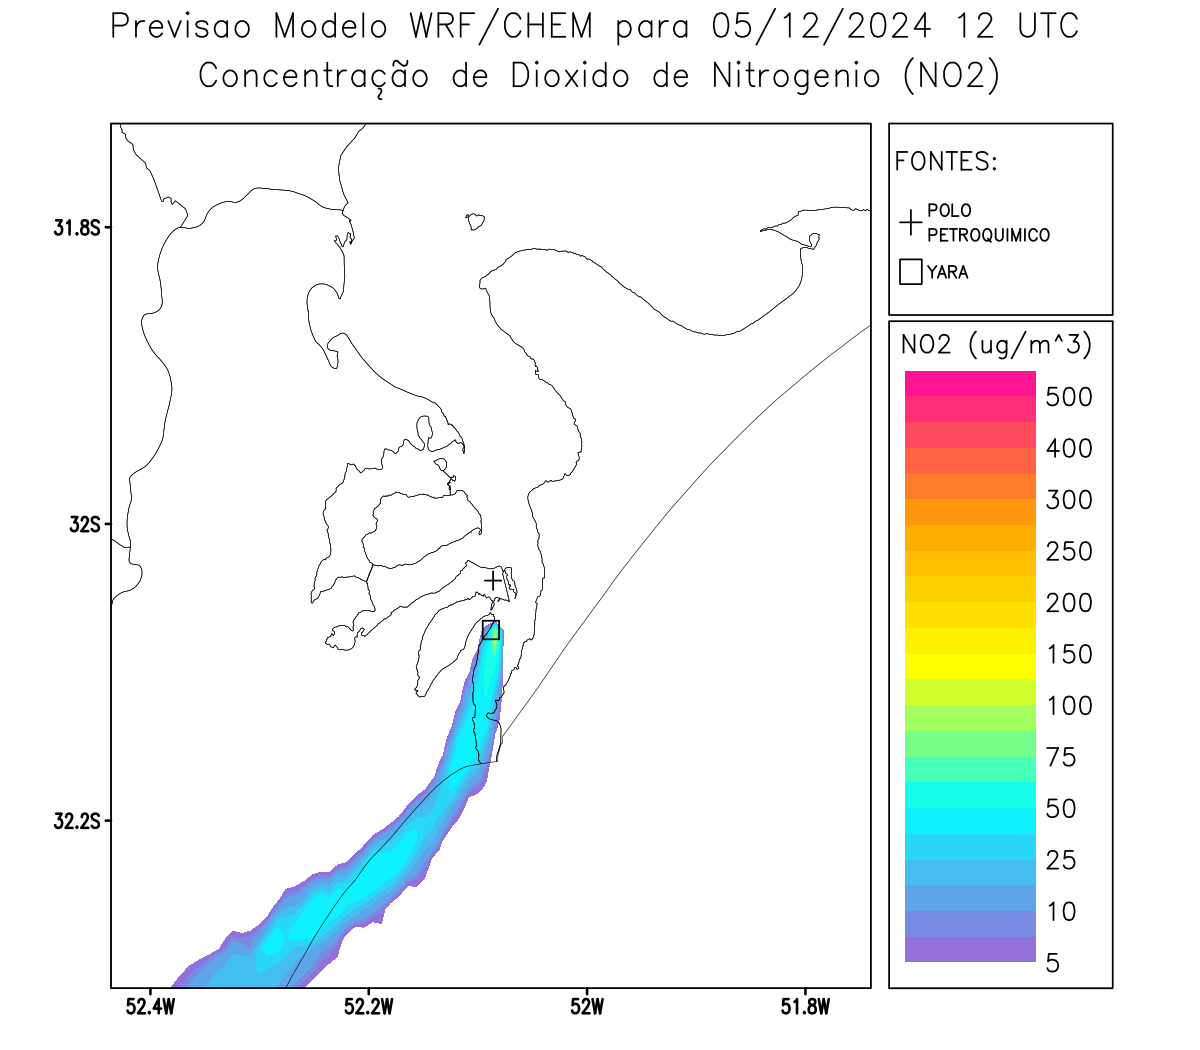 Previsao Modelo WRF/CHEM para 05/12/2024 12 UTC
Concentração de Dioxido de Nitrogenio (NO2)
FONTES:
POLO
PETROQUIMICO
YARA
NO2 (ug/m^3)
500
400
300
250
200
150
100
75
50
25
10
5
31.8S
32S
32.2S
52.4W
52.2W
52W
51.8W